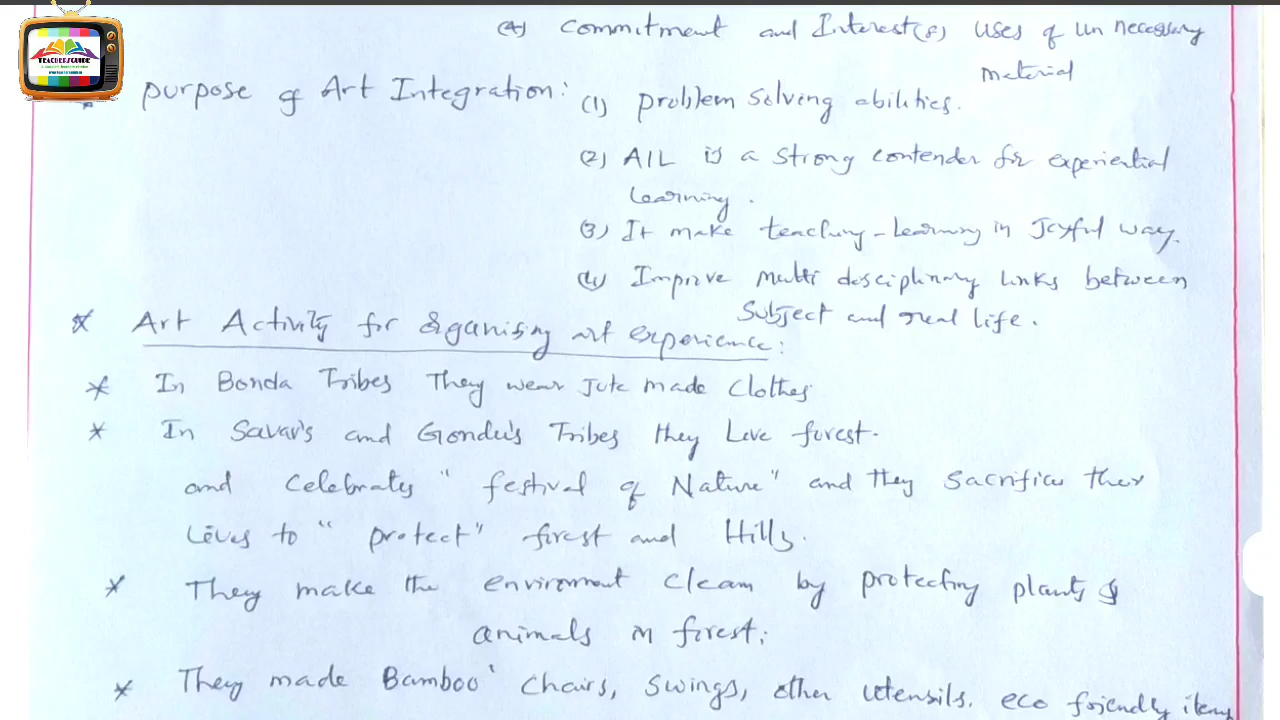 TEACHERSGUIDE
(4) Commitment and Interest (8) uses of un necessary
material
* purpose of Art Integration:
(1) problem solving abilities.
(2) AIL is a strong contender for experiential
learning.
(3) It make teaching-learning in Joyful way.
(4) Improve multi desciplinary links between
Subject and real life.
* Art Activity for organising art experience:
* In Bonda Tribes They wear Jute made Clothes
* In Savar's and Gondu's Tribes they Live forest.
and celebrates "festival of Nature" and they sacrifice their
Lives to "protect" forest and Hills.
* They make the environment clean by protecting plants &
animals in forest.
* They made Bamboo chairs, swings, other utensils. eco friendly items